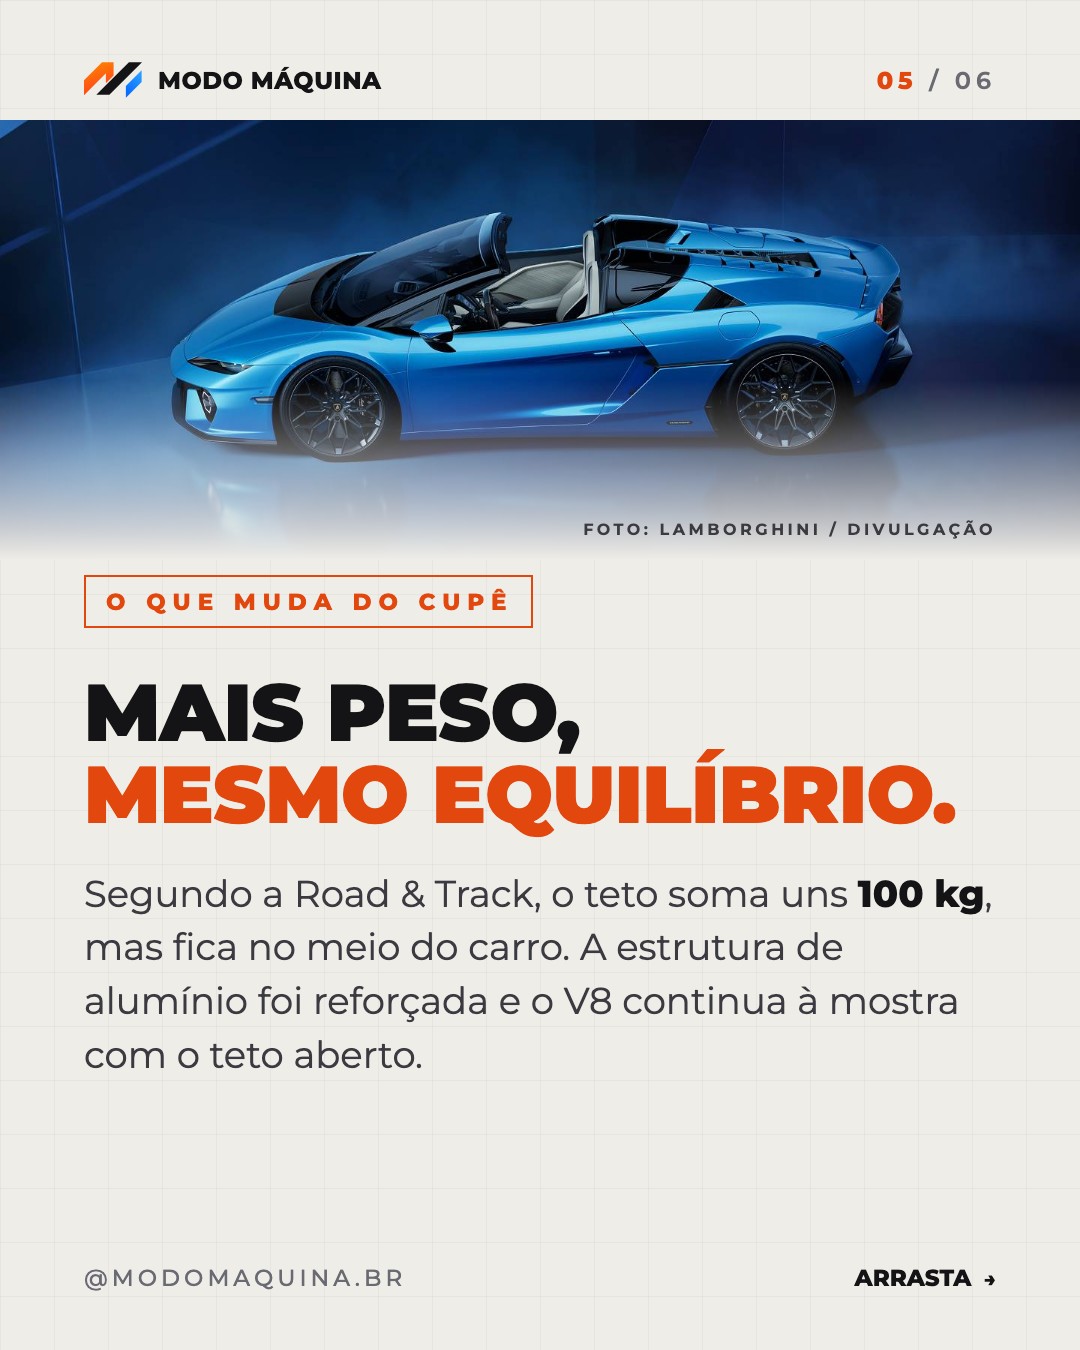 MODO MÁQUINA
05 / 06
FOTO: LAMBORGHINI / DIVULGAÇÃO
O QUE MUDA DO CUPÊ
MAIS PESO,
MESMO EQUILÍBRIO.
Segundo a Road & Track, o teto soma uns 100 kg,
mas fica no meio do carro. A estrutura de
alumínio foi reforçada e o V8 continua à mostra
com o teto aberto.
@MODOMAQUINA.BR
ARRASTA →